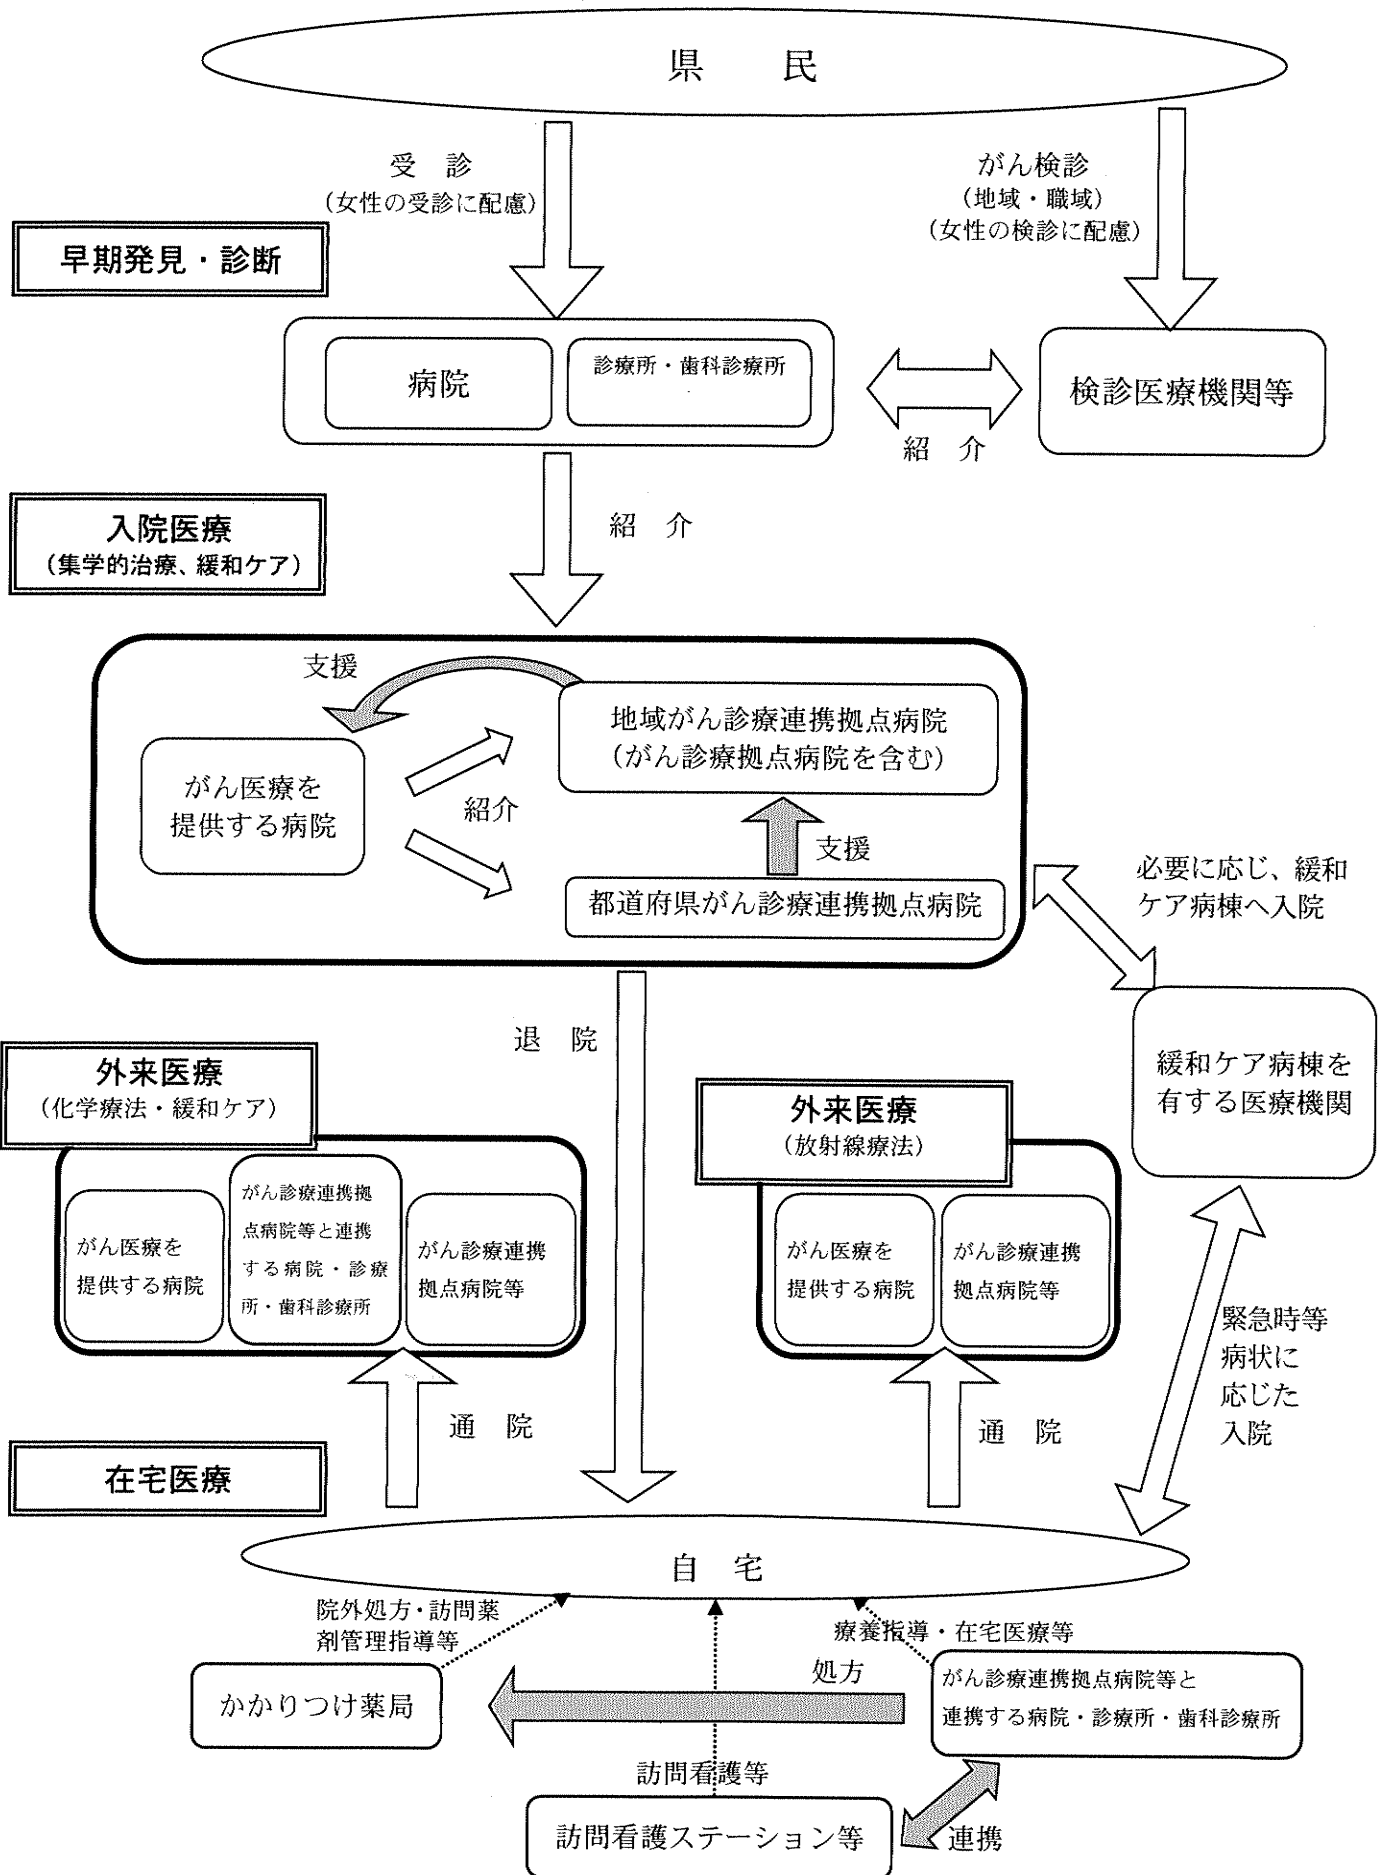 県　民
受　診
（女性の受診に配慮）
がん検診
（地域・職域）
（女性の検診に配慮）
早期発見・診断
病院
診療所・歯科診療所
検診医療機関等
紹　介
入院医療
（集学的治療、緩和ケア）
紹　介
支援
地域がん診療連携拠点病院
（がん診療拠点病院を含む）
がん医療を
提供する病院
紹介
支援
都道府県がん診療連携拠点病院
必要に応じ、緩和
ケア病棟へ入院
退　院
緩和ケア病棟を
有する医療機関
外来医療
（化学療法・緩和ケア）
がん医療を
提供する病院
がん診療連携拠
点病院等と連携
する病院・診療
所・歯科診療所
がん診療連携
拠点病院等
外来医療
（放射線療法）
がん医療を
提供する病院
がん診療連携
拠点病院等
緊急時等
病状に
応じた
入院
通　院
通　院
在宅医療
自　宅
院外処方・訪問薬
剤管理指導等
療養指導・在宅医療等
かかりつけ薬局
処方
がん診療連携拠点病院等と
連携する病院・診療所・歯科診療所
訪問看護等
訪問看護ステーション等
連携